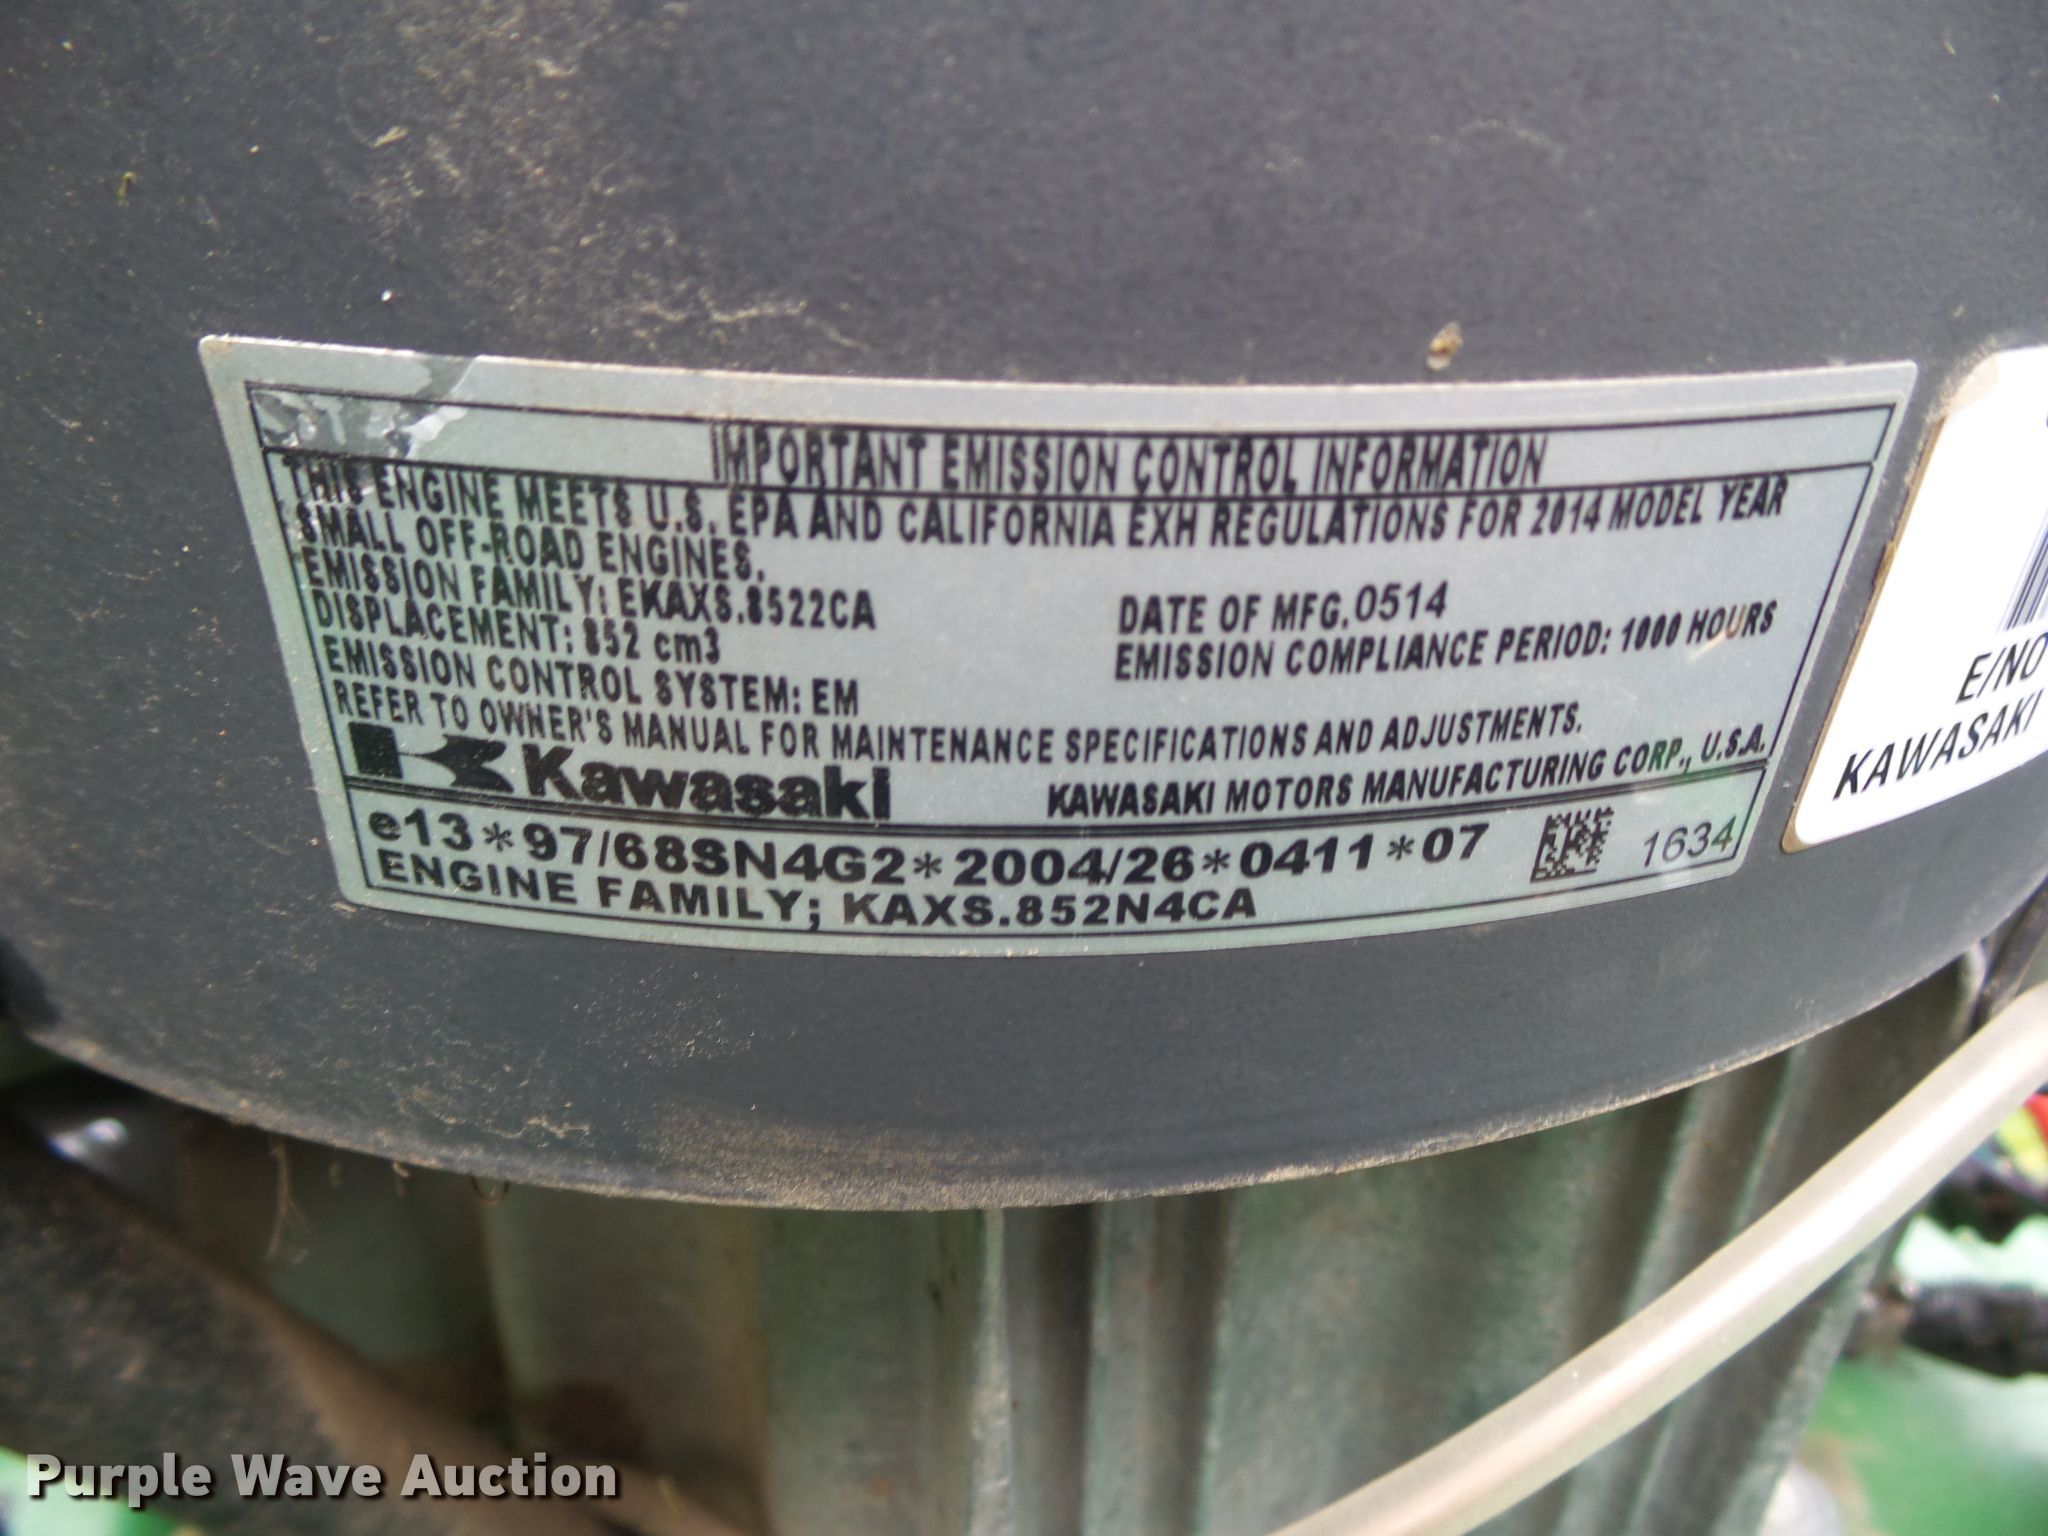 IMPORTANT EMISSION CONTROL INFORMATION
THIS ENGINE MEETS U.S. EPA AND CALIFORNIA EXH REGULATIONS FOR 2014 MODEL YEAR
SMALL OFF-ROAD ENGINES.
EMISSION FAMILY: EKAXS.8522CA DATE OF MFG.0514
DISPLACEMENT: 852 cm3 EMISSION COMPLIANCE PERIOD: 1000 HOURS
EMISSION CONTROL SYSTEM: EM
REFER TO OWNER'S MANUAL FOR MAINTENANCE SPECIFICATIONS AND ADJUSTMENTS.
Kawasaki KAWASAKI MOTORS MANUFACTURING CORP., U.S.A.
e13*97/68SN4G2*2004/26*0411*07 1634
ENGINE FAMILY; KAXS.852N4CA
E/NO
KAWASAKI
Purple Wave Auction